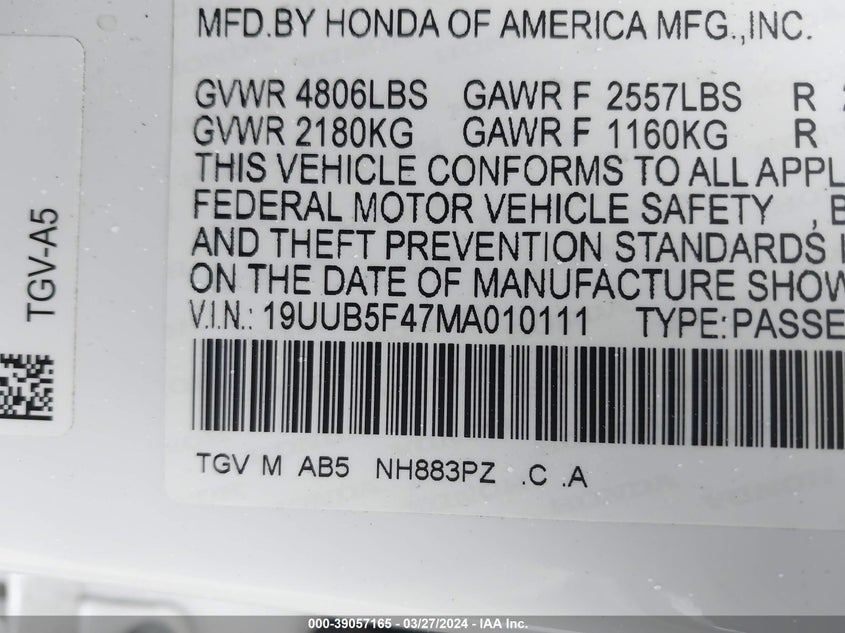 MFD.BY HONDA OF AMERICA MFG.,INC.
GVWR 4806LBS GAWR F 2557LBS R
GVWR 2180KG GAWR F 1160KG R
THIS VEHICLE CONFORMS TO ALL APPL
FEDERAL MOTOR VEHICLE SAFETY , B
AND THEFT PREVENTION STANDARDS
ON THE DATE OF MANUFACTURE SHOW
V.I.N.: 19UUB5F47MA010111 TYPE:PASSE
TGV M AB5 NH883PZ .C .A
TGV-A5
000-39057165 — 03/27/2024 — IAA Inc.